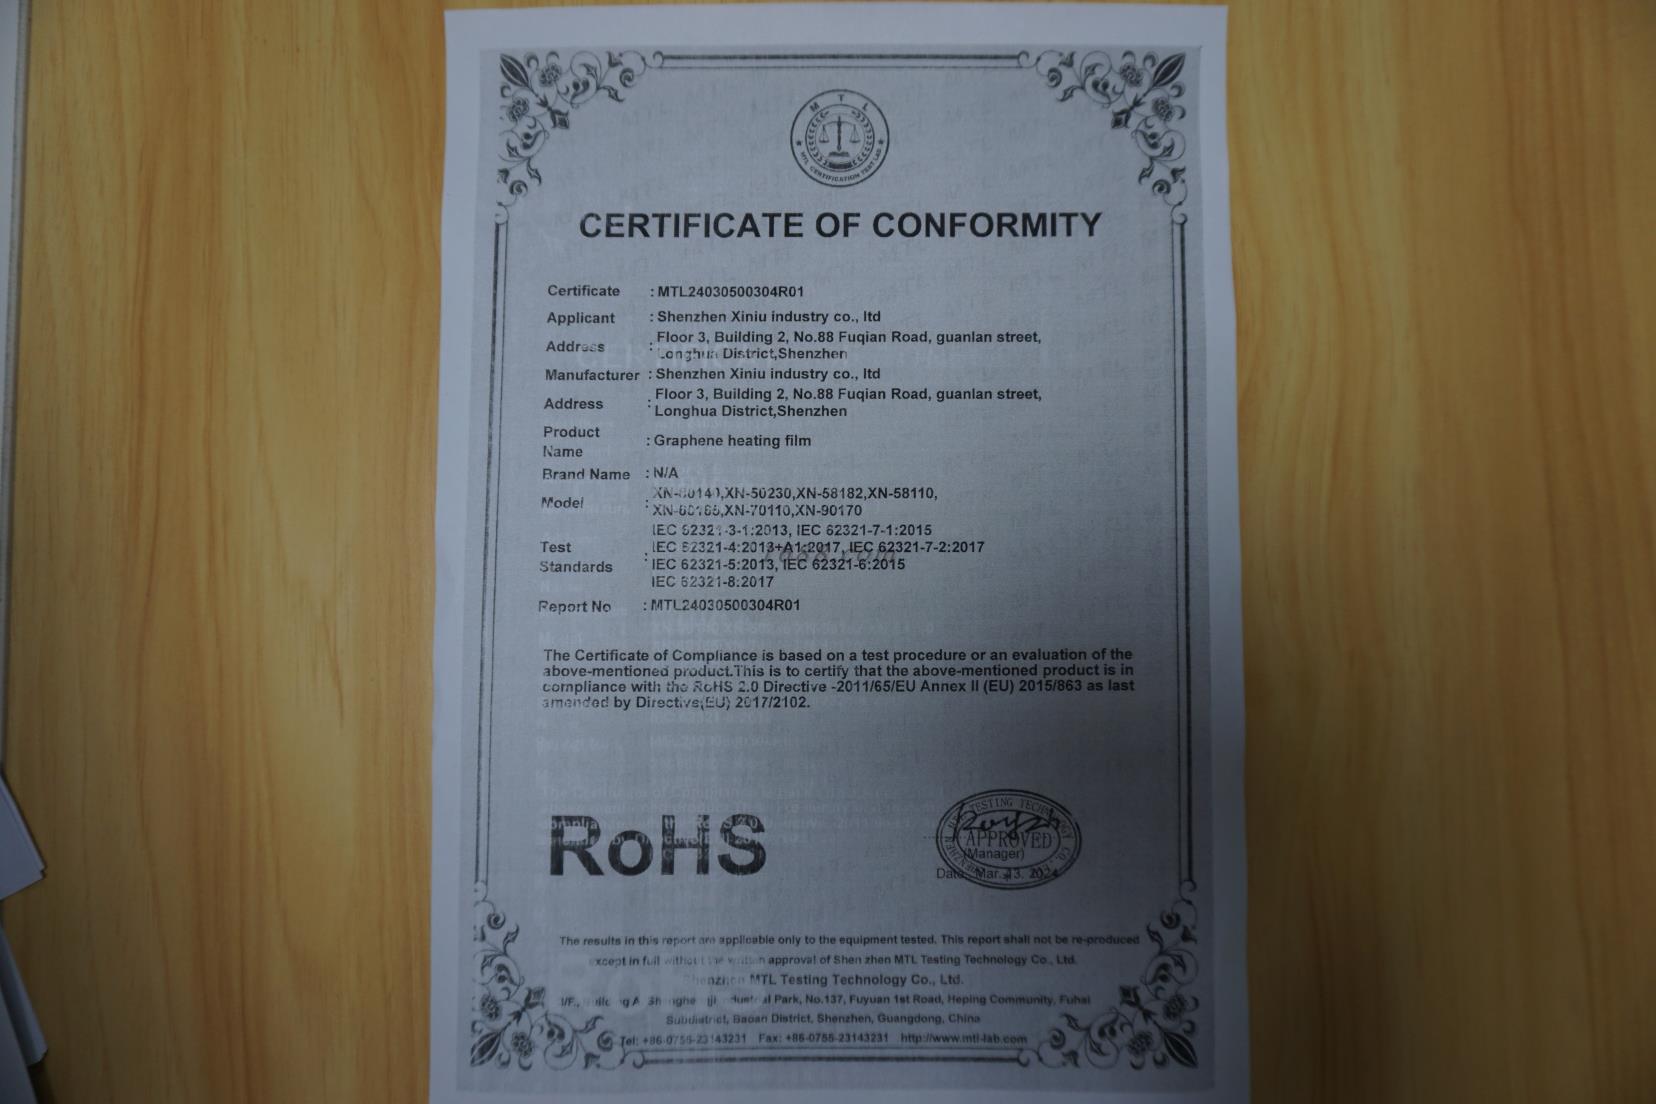 MTL
MTL CERTIFICATION TEST LAB
CERTIFICATE OF CONFORMITY
Certificate : MTL24030500304R01
Applicant : Shenzhen Xiniu industry co., ltd
Address : Floor 3, Building 2, No.88 Fuqian Road, guanlan street,
Longhua District,Shenzhen
Manufacturer : Shenzhen Xiniu industry co., ltd
Address : Floor 3, Building 2, No.88 Fuqian Road, guanlan street,
Longhua District,Shenzhen
Product
Name : Graphene heating film
Brand Name : N/A
Model : XN-50230,XN-58182,XN-58110,
XN-70110,XN-90170
IEC 62321-3-1:2013, IEC 62321-7-1:2015
Test : IEC 62321-4:2013+A1:2017, IEC 62321-7-2:2017
Standards IEC 62321-5:2013, IEC 62321-6:2015
IEC 62321-8:2017
Report No : MTL24030500304R01
The Certificate of Compliance is based on a test procedure or an evaluation of the
above-mentioned product.This is to certify that the above-mentioned product is in
compliance with the RoHS 2.0 Directive -2011/65/EU Annex II (EU) 2015/863 as last
amended by Directive(EU) 2017/2102.
RoHS
TESTING TECHNOLOGY CO.,
APPROVED
(Manager)
Date Mar. 13. 2024
The results in this report are applicable only to the equipment tested. This report shall not be re-produced
except in full without the written approval of Shen zhen MTL Testing Technology Co., Ltd.
Shenzhen MTL Testing Technology Co., Ltd.
Park, No.137, Fuyuan 1st Road, Heping Community, Fuhai
Subdistrict, Baoan District, Shenzhen, Guangdong, China
Tel: +86-0755-23143231 Fax: +86-0755-23143231 http://www.mtl-lab.com